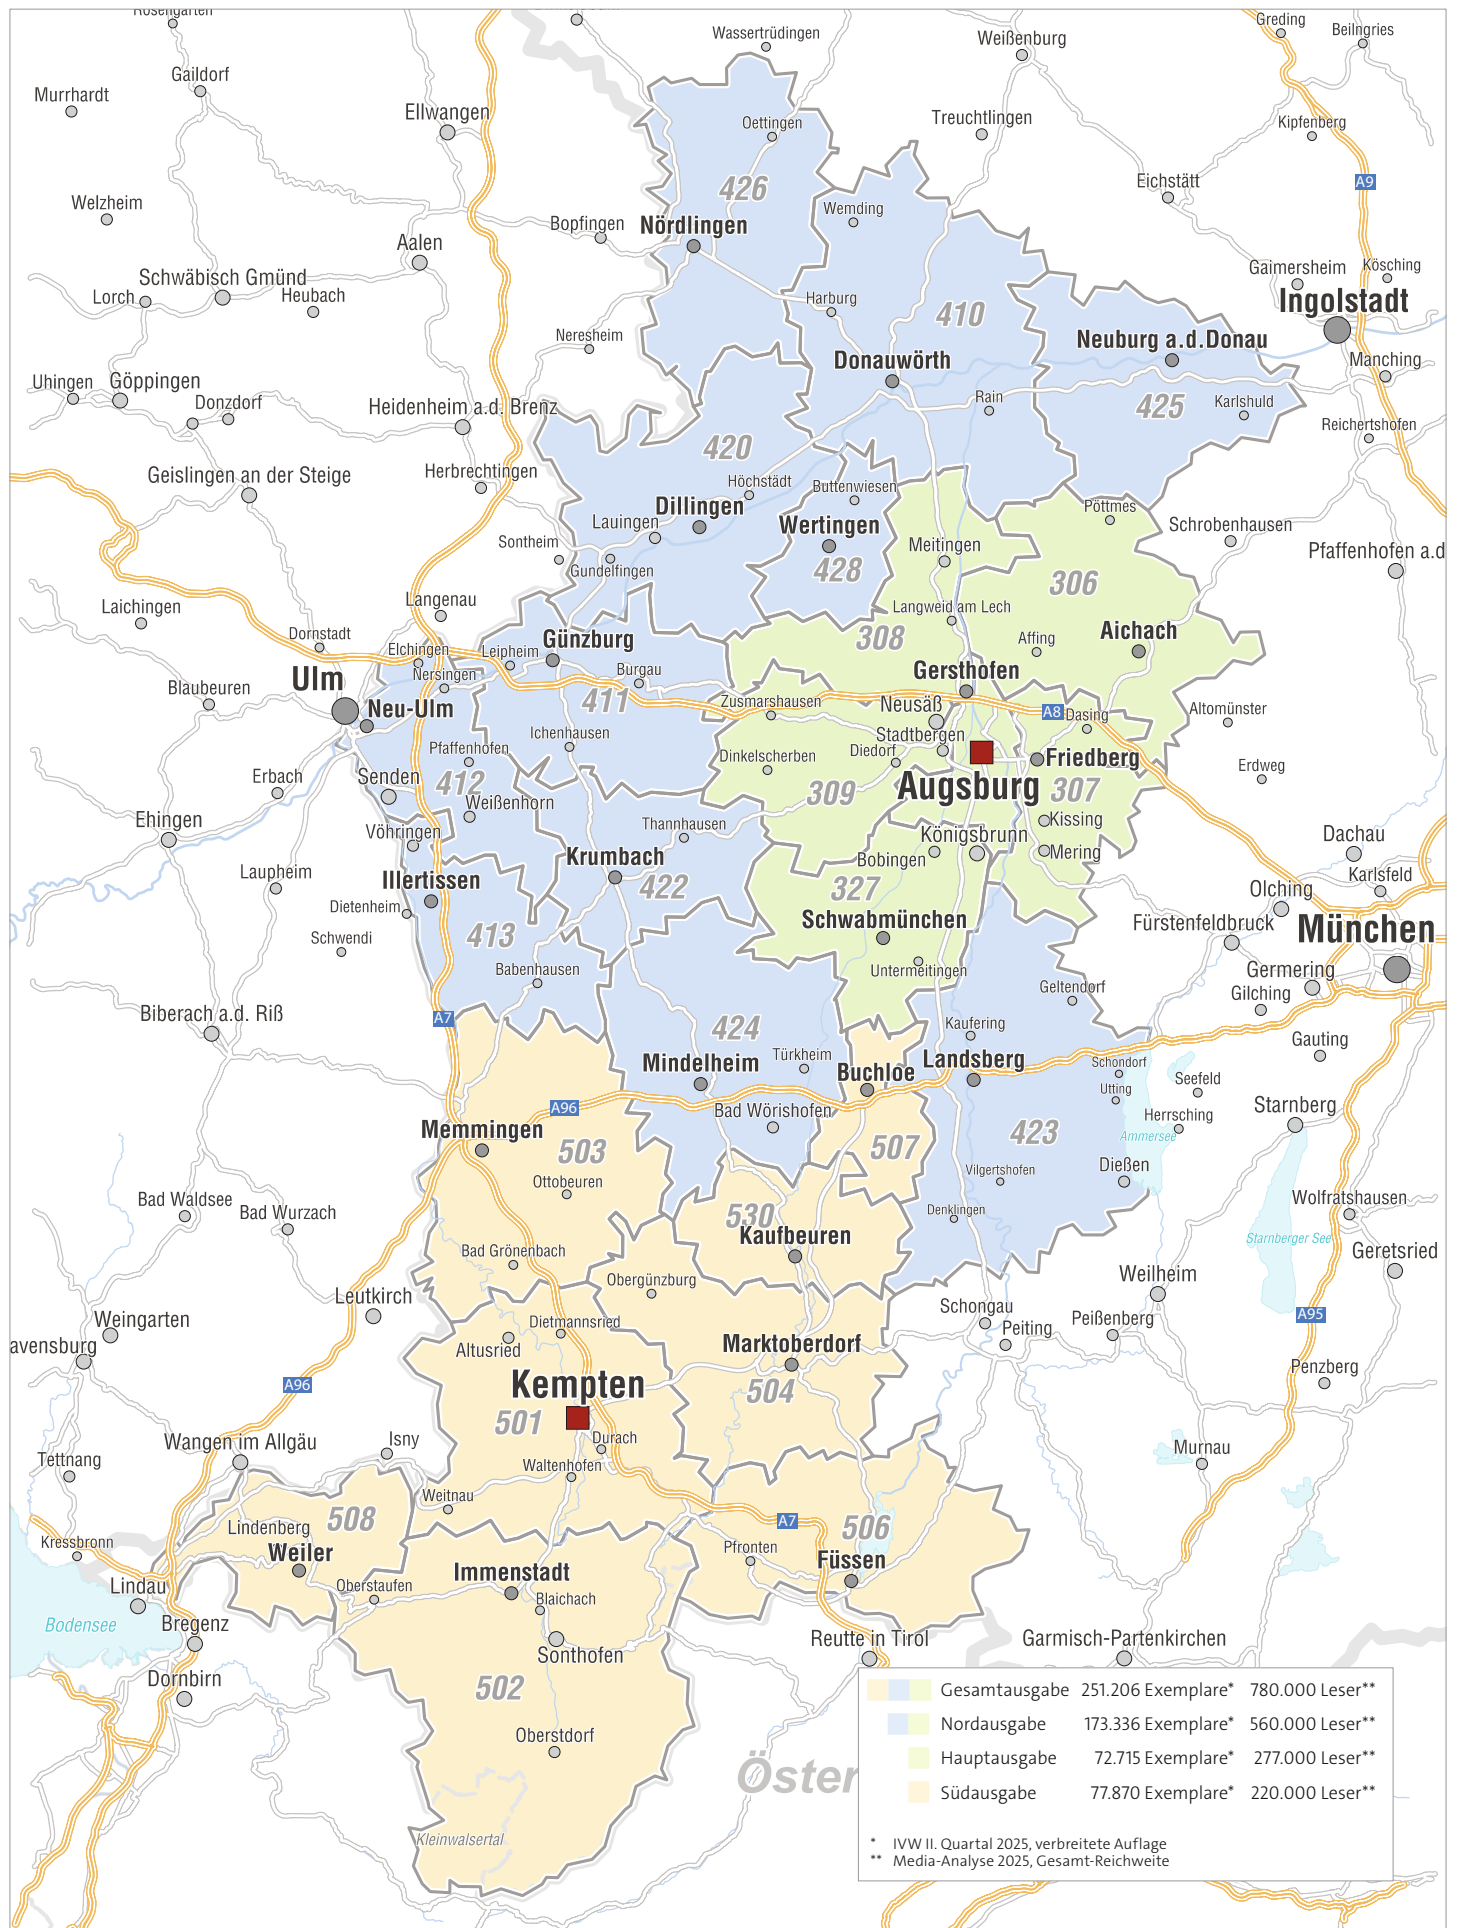 Rosengarten
Wassertrüdingen
Weißenburg
Greding
Beilngries
Gaildorf
Murrhardt
Ellwangen
Oettingen
Treuchtlingen
Kipfenberg
Eichstätt
A9
426
Welzheim
Wemding
Bopfingen
Nördlingen
Aalen
Schwäbisch Gmünd
Lorch
Heubach
Gaimersheim
Kösching
Ingolstadt
Harburg
410
Neresheim
Neuburg a.d.Donau
Donauwörth
Manching
Uhingen
Göppingen
Donzdorf
Heidenheim a.d. Brenz
Rain
425
Karlshuld
Reichertshofen
420
Geislingen an der Steige
Herbrechtingen
Höchstädt
Buttenwiesen
Dillingen
Pöttmes
Lauingen
Wertingen
Schrobenhausen
Sontheim
Meitingen
Pfaffenhofen a.d
Gundelfingen
428
306
Laichingen
Langenau
Langweid am Lech
Dornstadt
Günzburg
308
Affing
Aichach
Elchingen
Leipheim
Ulm
Nersingen
Burgau
Gersthofen
Blaubeuren
411
Zusmarshausen
Neusäß
Neu-Ulm
A8
Dasing
Altomünster
Ichenhausen
Stadtbergen
Pfaffenhofen
Dinkelscherben
Diedorf
Friedberg
Erbach
Senden
412
Erdweg
309
Augsburg
307
Weißenhorn
Ehingen
Vöhringen
Thannhausen
Kissing
Königsbrunn
Dachau
Krumbach
Bobingen
Mering
Laupheim
Illertissen
422
327
Olching
Karlsfeld
Dietenheim
Schwabmünchen
Fürstenfeldbruck
München
Schwendi
413
Babenhausen
Untermeitingen
Germering
Geltendorf
Gilching
Biberach a.d. Riß
A7
424
Kaufering
Gauting
Mindelheim
Türkheim
Buchloe
Landsberg
Schondorf
Seefeld
Utting
A96
Bad Wörishofen
Herrsching
Starnberg
Memmingen
503
507
423
Ammersee
Ottobeuren
Vilgertshofen
Dießen
Bad Waldsee
Bad Wurzach
Denklingen
Wolfratshausen
530
Kaufbeuren
Starnberger See
Bad Grönenbach
Geretsried
Obergünzburg
Weilheim
Leutkirch
Schongau
Peißenberg
A95
Weingarten
Dietmannsried
Peiting
avensburg
Altusried
Marktoberdorf
Penzberg
A96
Kempten
504
501
Wangen im Allgäu
Isny
Durach
Murnau
Tettnang
Waltenhofen
Weitnau
508
A7
506
Lindenberg
Kressbronn
Weiler
Pfronten
Füssen
Lindau
Immenstadt
Oberstaufen
Blaichach
Bodensee
Bregenz
Reutte in Tirol
Garmisch-Partenkirchen
Sonthofen
Dornbirn
502
Oberstdorf
Öster
Kleinwalsertal
Gesamtausgabe 251.206 Exemplare* 780.000 Leser**
Nordausgabe 173.336 Exemplare* 560.000 Leser**
Hauptausgabe 72.715 Exemplare* 277.000 Leser**
Südausgabe 77.870 Exemplare* 220.000 Leser**
* IVW II. Quartal 2025, verbreitete Auflage
** Media-Analyse 2025, Gesamt-Reichweite